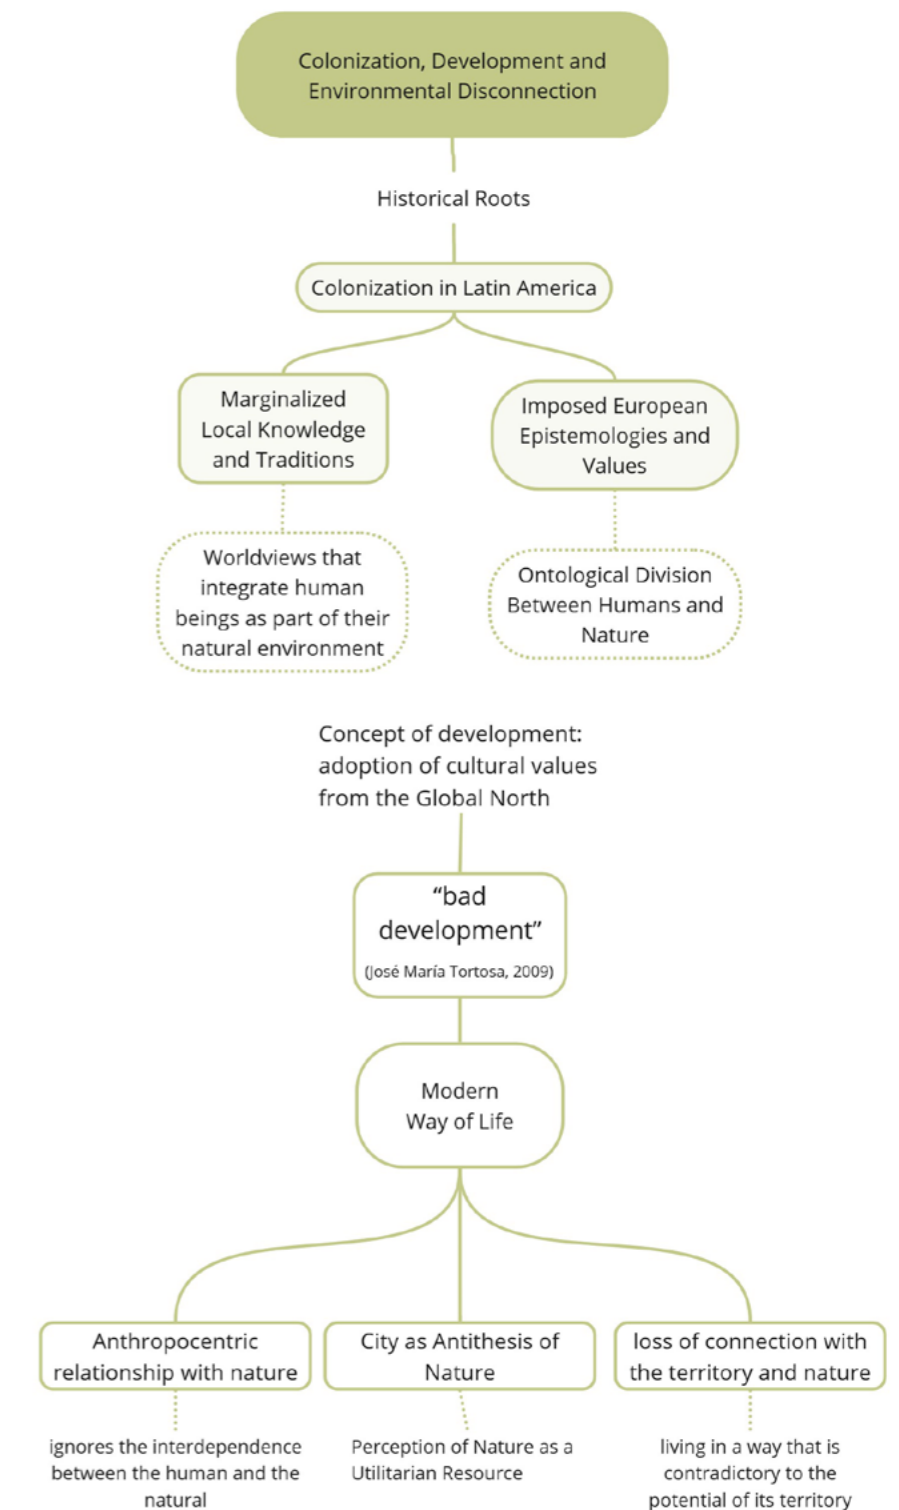 Colonization, Development and
Environmental Disconnection
Historical Roots
Colonization in Latin America
Marginalized
Local Knowledge
and Traditions
Imposed European
Epistemologies and
Values
Worldviews that
integrate human
beings as part of their
natural environment
Ontological Division
Between Humans and
Nature
Concept of development:
adoption of cultural values
from the Global North
“bad
development”
(José María Tortosa, 2009)
Modern
Way of Life
Anthropocentric
relationship with nature
City as Antithesis of
Nature
loss of connection with
the territory and nature
ignores the interdependence
between the human and the
natural
Perception of Nature as a
Utilitarian Resource
living in a way that is
contradictory to the
potential of its territory